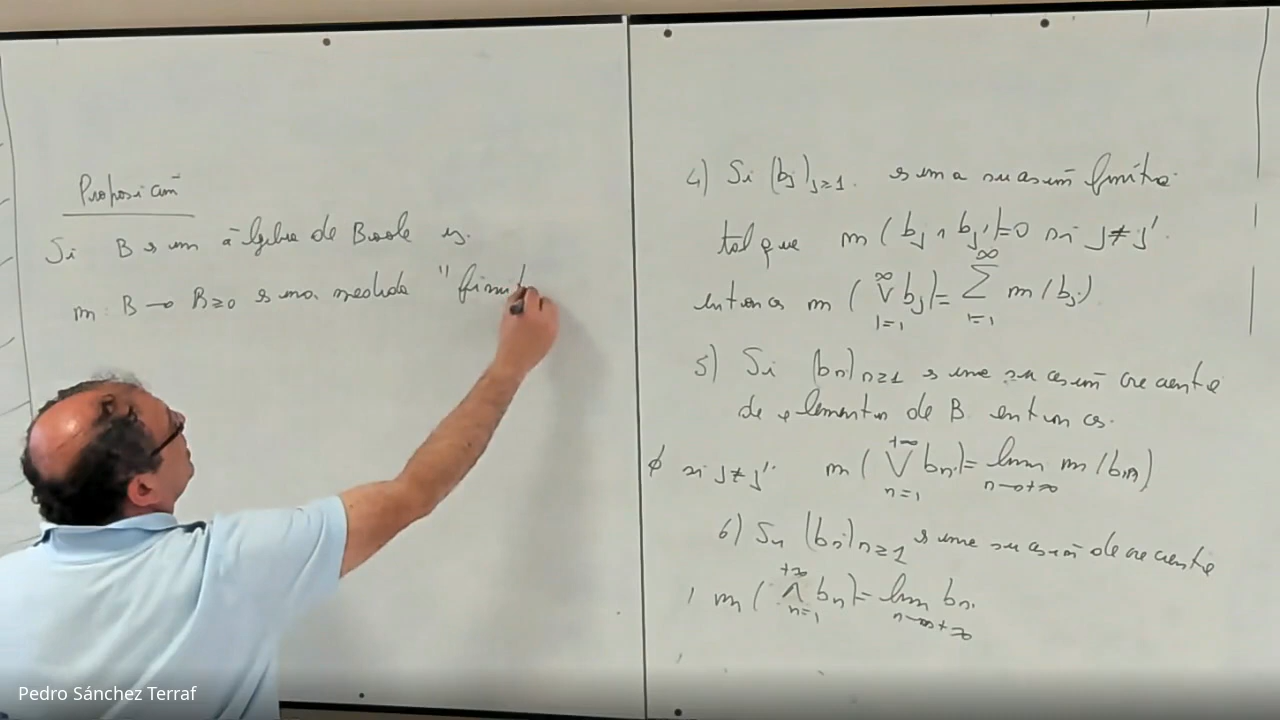 Proposición
Si B es un álgebra de Boole y
m: B → ℝ≥0 es una medida "finit
4) Si (bj)j≥1 es una sucesión finita
tal que m (bj ∧ bj')=0 si j≠j'
entonces m (⋁ bj)= ∑ m(bj) ∞ i=1 ∞ i=1
5) Si (bn)n≥1 es una sucesión creciente
de elementos de B entonces
φ si j≠j' m (⋁ bn)= lim m(bn) +∞ n=1 n→+∞
6) Si (bn)n≥1 es una sucesión decreciente
m (⋀ bn)= lim bn +∞ n=1 n→+∞
Pedro Sánchez Terraf